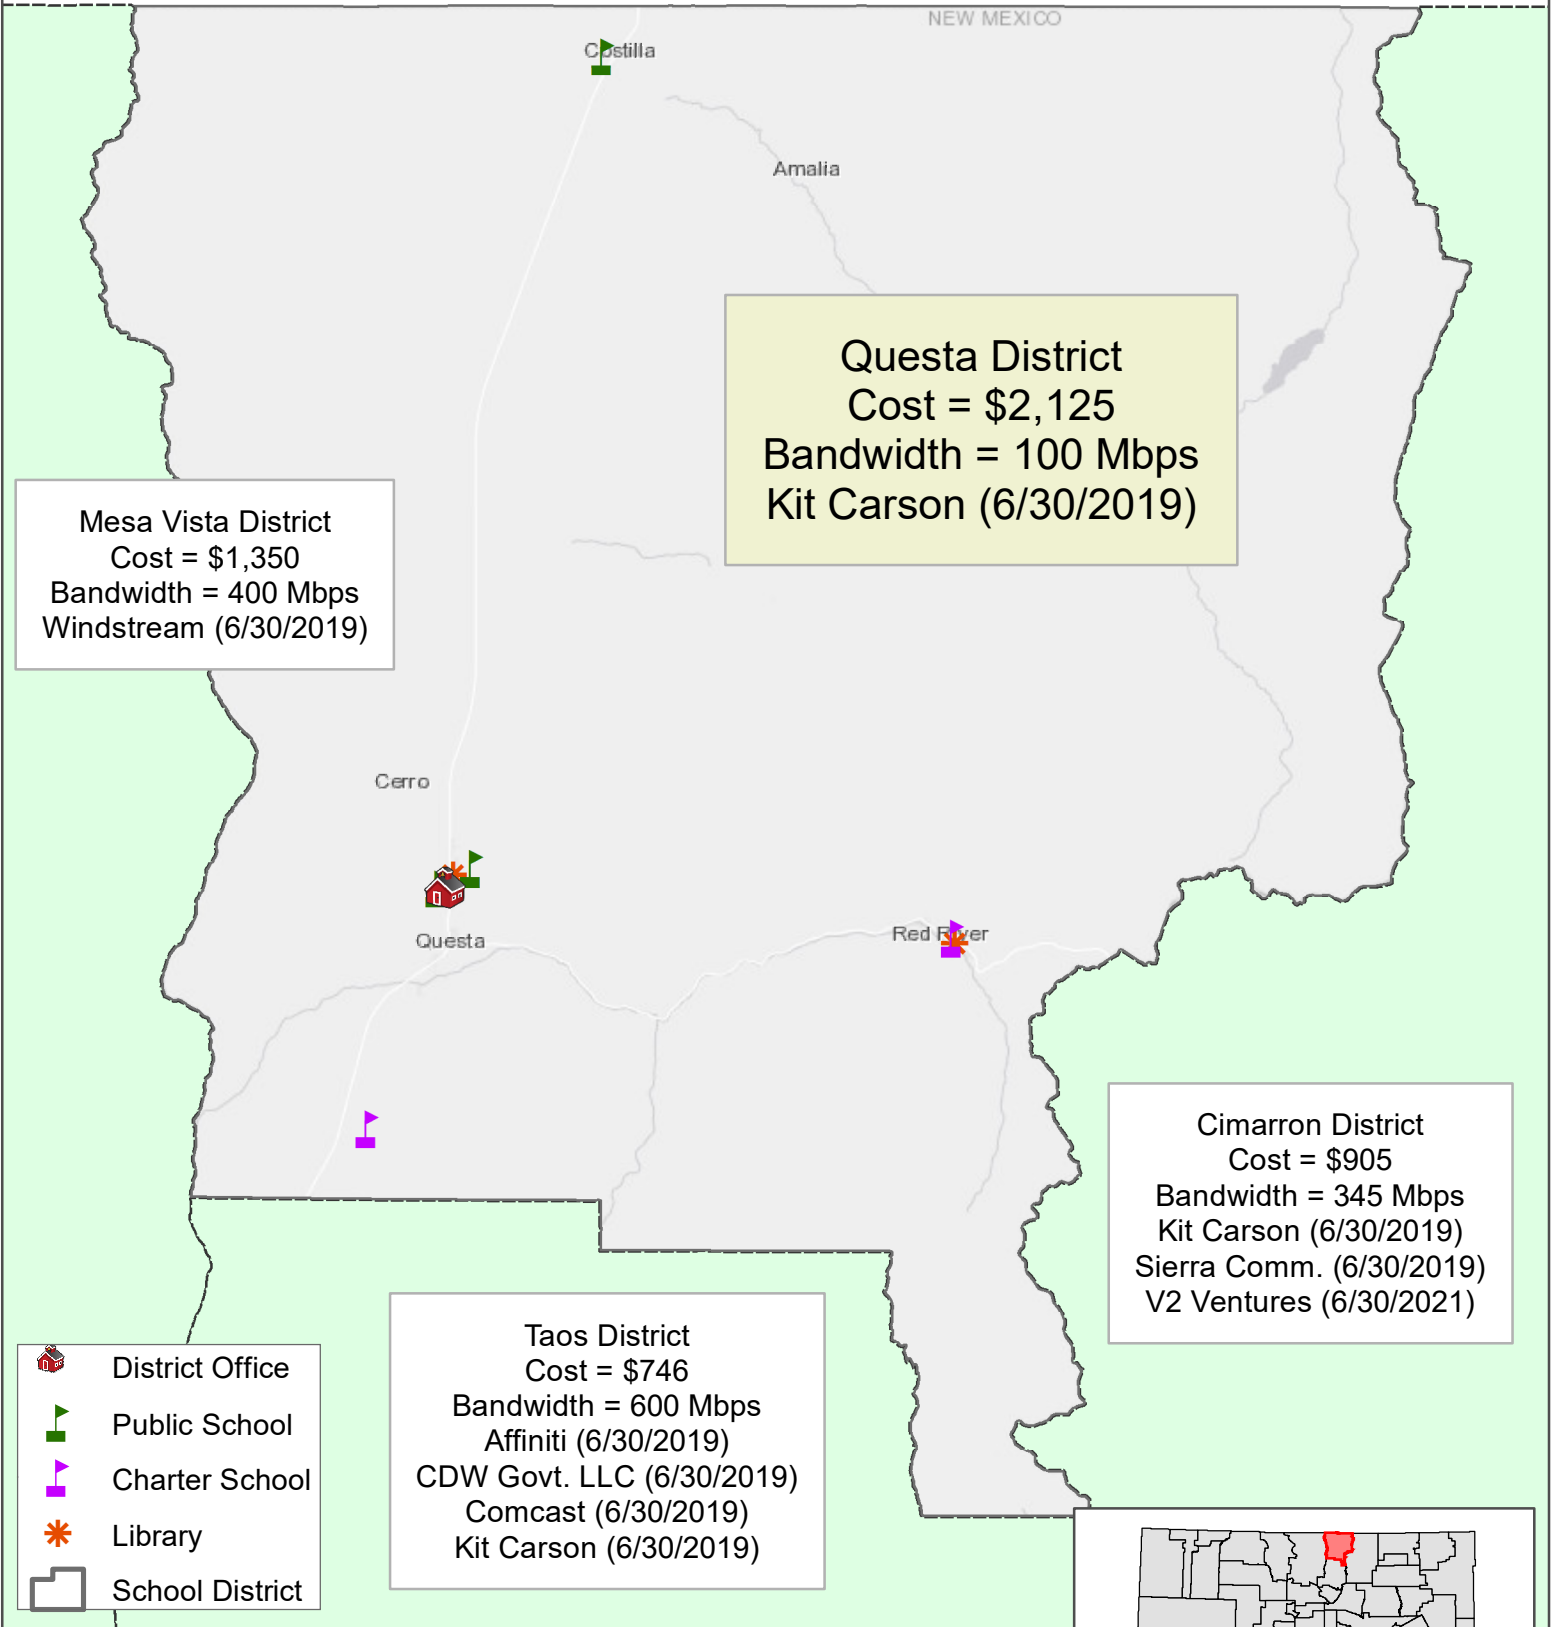 NEW MEXICO
Costilla
Amalia
Questa District
Cost = $2,125
Bandwidth = 100 Mbps
Kit Carson (6/30/2019)
Mesa Vista District
Cost = $1,350
Bandwidth = 400 Mbps
Windstream (6/30/2019)
Cerro
Questa
Red River
Cimarron District
Cost = $905
Bandwidth = 345 Mbps
Kit Carson (6/30/2019)
Sierra Comm. (6/30/2019)
V2 Ventures (6/30/2021)
Taos District
Cost = $746
Bandwidth = 600 Mbps
Affiniti (6/30/2019)
CDW Govt. LLC (6/30/2019)
Comcast (6/30/2019)
Kit Carson (6/30/2019)
District Office
Public School
Charter School
Library
School District